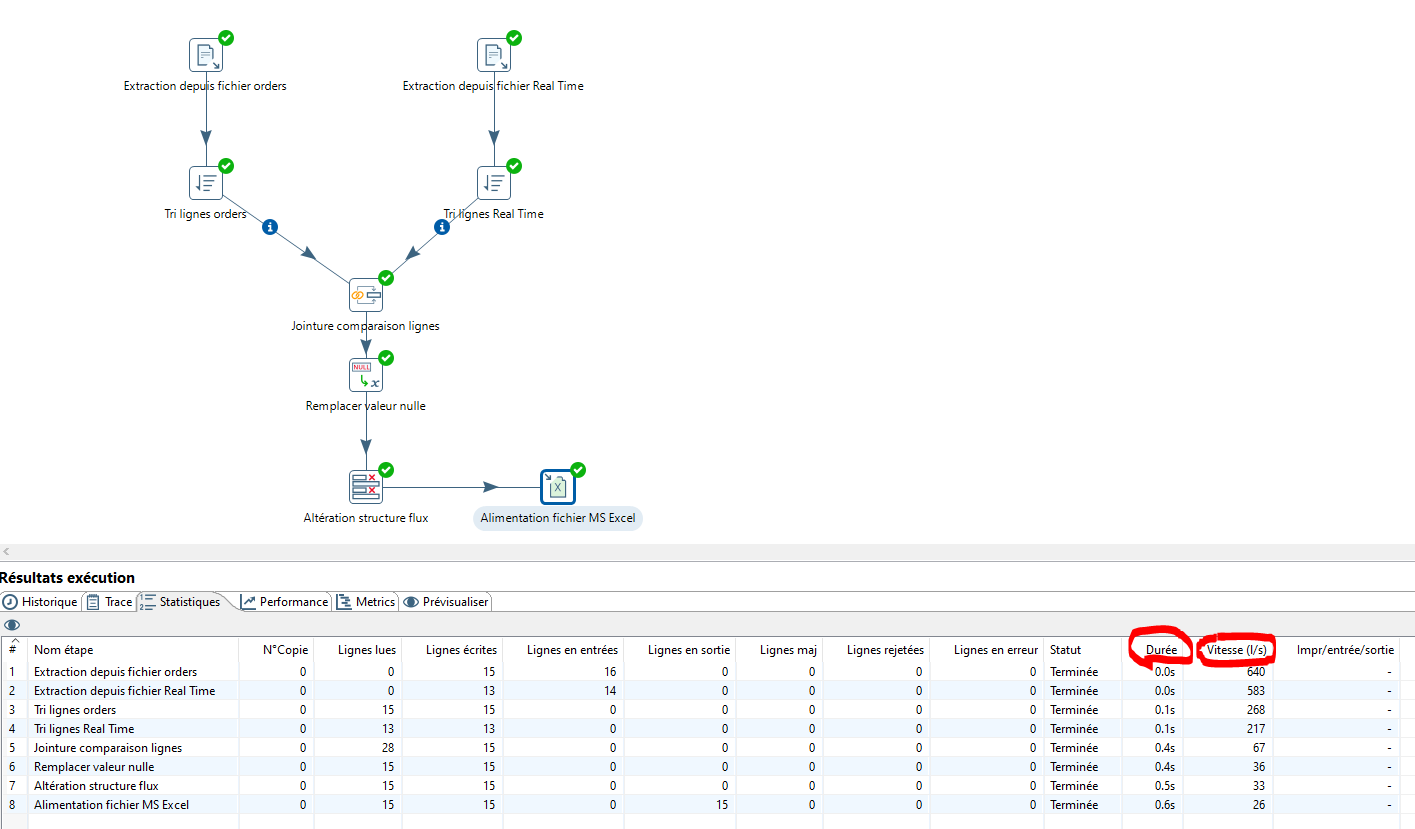 Extraction depuis fichier orders
Extraction depuis fichier Real Time
Tri lignes orders
Tri lignes Real Time
Jointure comparaison lignes
NULL
x
Remplacer valeur nulle
Altération structure flux
X
Alimentation fichier MS Excel
Résultats exécution
Historique Trace Statistiques Performance Metrics Prévisualiser
# Nom étape N°Copie Lignes lues Lignes écrites Lignes en entrées Lignes en sortie Lignes maj Lignes rejetées Lignes en erreur Statut Durée Vitesse (l/s) Impr/entrée/sortie
1 Extraction depuis fichier orders 0 0 15 16 0 0 0 0 Terminée 0.0s 640 -
2 Extraction depuis fichier Real Time 0 0 13 14 0 0 0 0 Terminée 0.0s 583 -
3 Tri lignes orders 0 15 15 0 0 0 0 0 Terminée 0.1s 268 -
4 Tri lignes Real Time 0 13 13 0 0 0 0 0 Terminée 0.1s 217 -
5 Jointure comparaison lignes 0 28 15 0 0 0 0 0 Terminée 0.4s 67 -
6 Remplacer valeur nulle 0 15 15 0 0 0 0 0 Terminée 0.4s 36 -
7 Altération structure flux 0 15 15 0 0 0 0 0 Terminée 0.5s 33 -
8 Alimentation fichier MS Excel 0 15 15 0 15 0 0 0 Terminée 0.6s 26 -